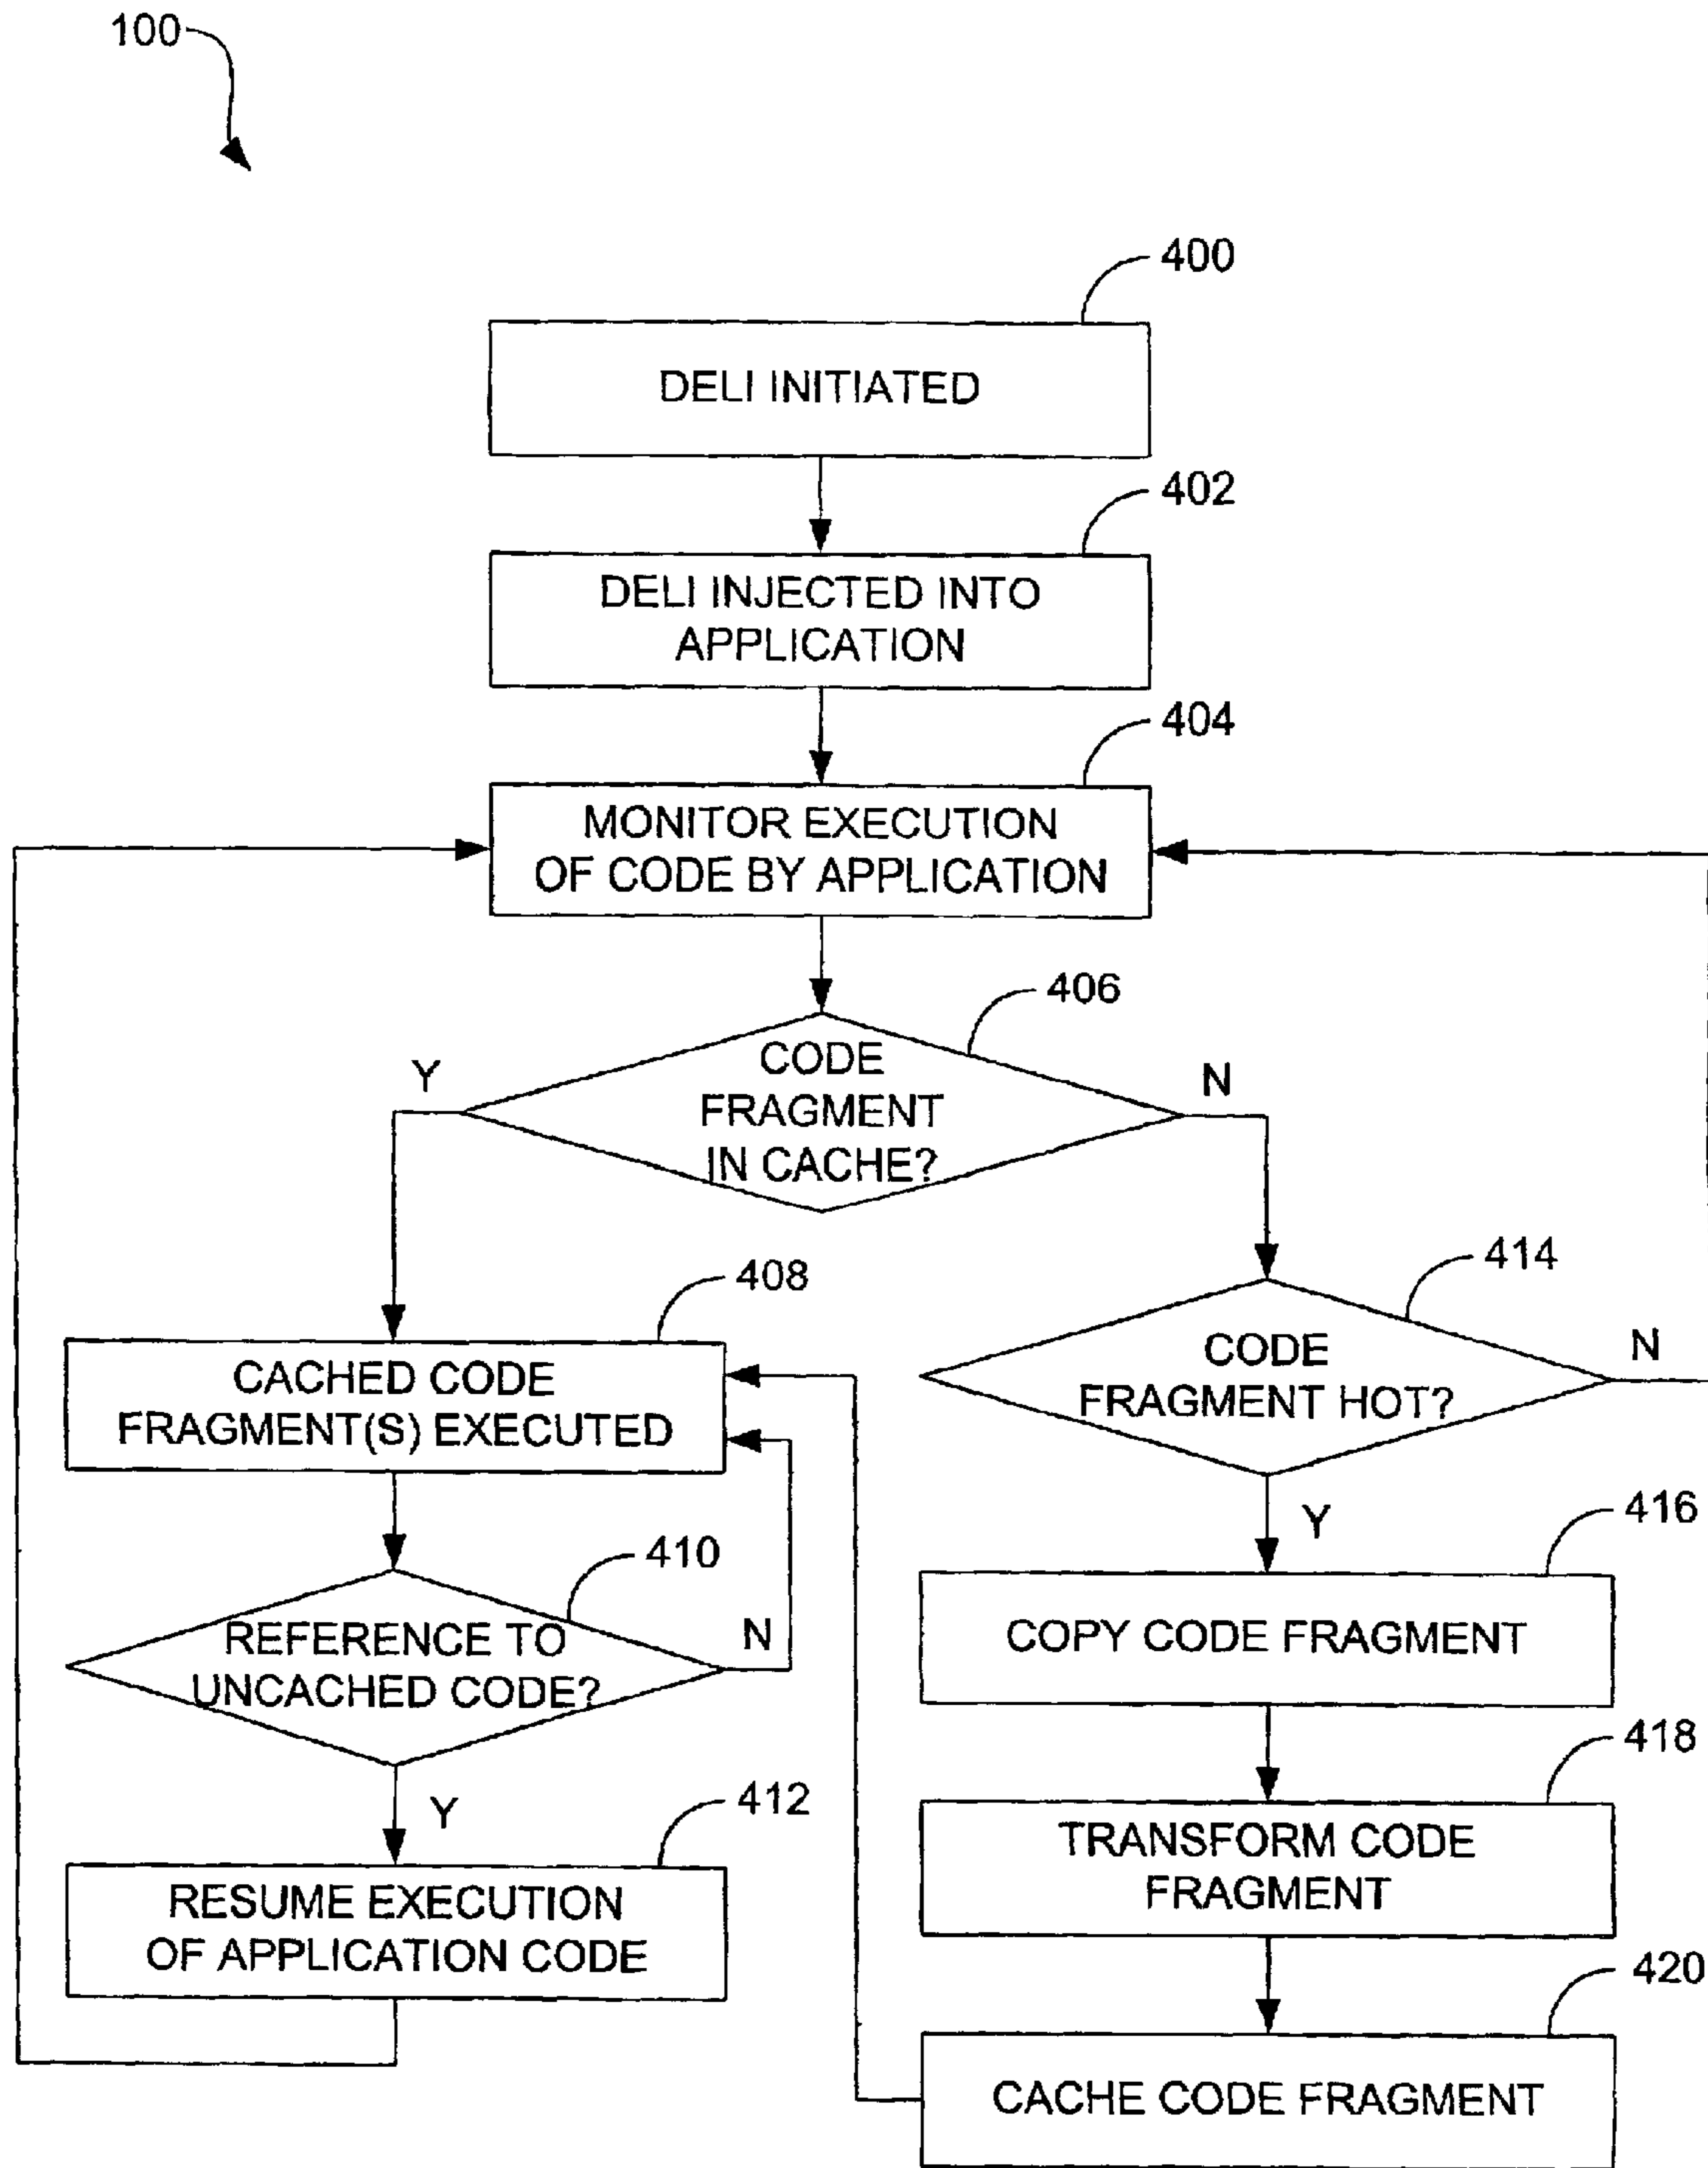 100
400
DELI INITIATED
402
DELI INJECTED INTO
APPLICATION
404
MONITOR EXECUTION
OF CODE BY APPLICATION
406
Y
CODE
FRAGMENT
IN CACHE?
N
408
CACHED CODE
FRAGMENT(S) EXECUTED
414
CODE
FRAGMENT HOT?
N
Y
410
REFERENCE TO
UNCACHED CODE?
N
Y
416
COPY CODE FRAGMENT
418
TRANSFORM CODE
FRAGMENT
412
RESUME EXECUTION
OF APPLICATION CODE
420
CACHE CODE FRAGMENT